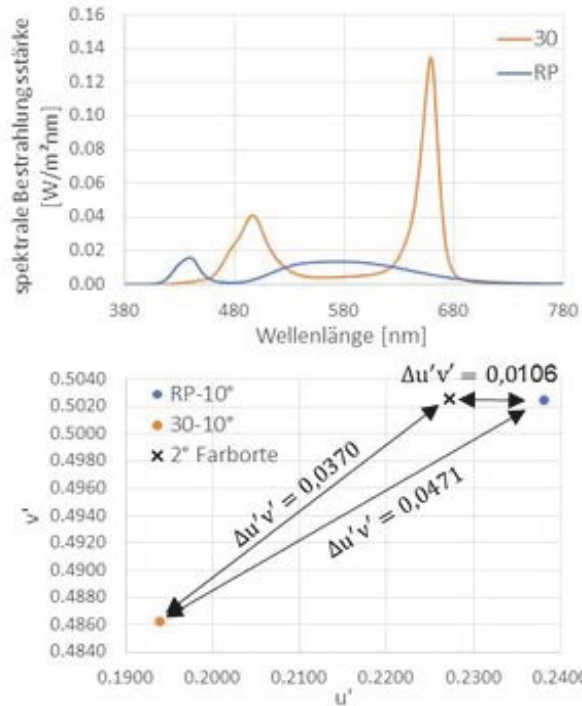 spektrale Bestrahlungsstärke
[W/m²nm]
0.16
0.14
0.12
0.10
0.08
0.06
0.04
0.02
0.00
30
RP
380 480 580 680 780
Wellenlänge [nm]
v'
0.5040
0.5020
0.5000
0.4980
0.4960
0.4940
0.4920
0.4900
0.4880
0.4860
0.4840
RP-10°
30-10°
2° Farborte
Δu'v' = 0,0106
Δu'v' = 0,0370
Δu'v' = 0,0471
0.1900 0.2000 0.2100 0.2200 0.2300 0.2400
u'